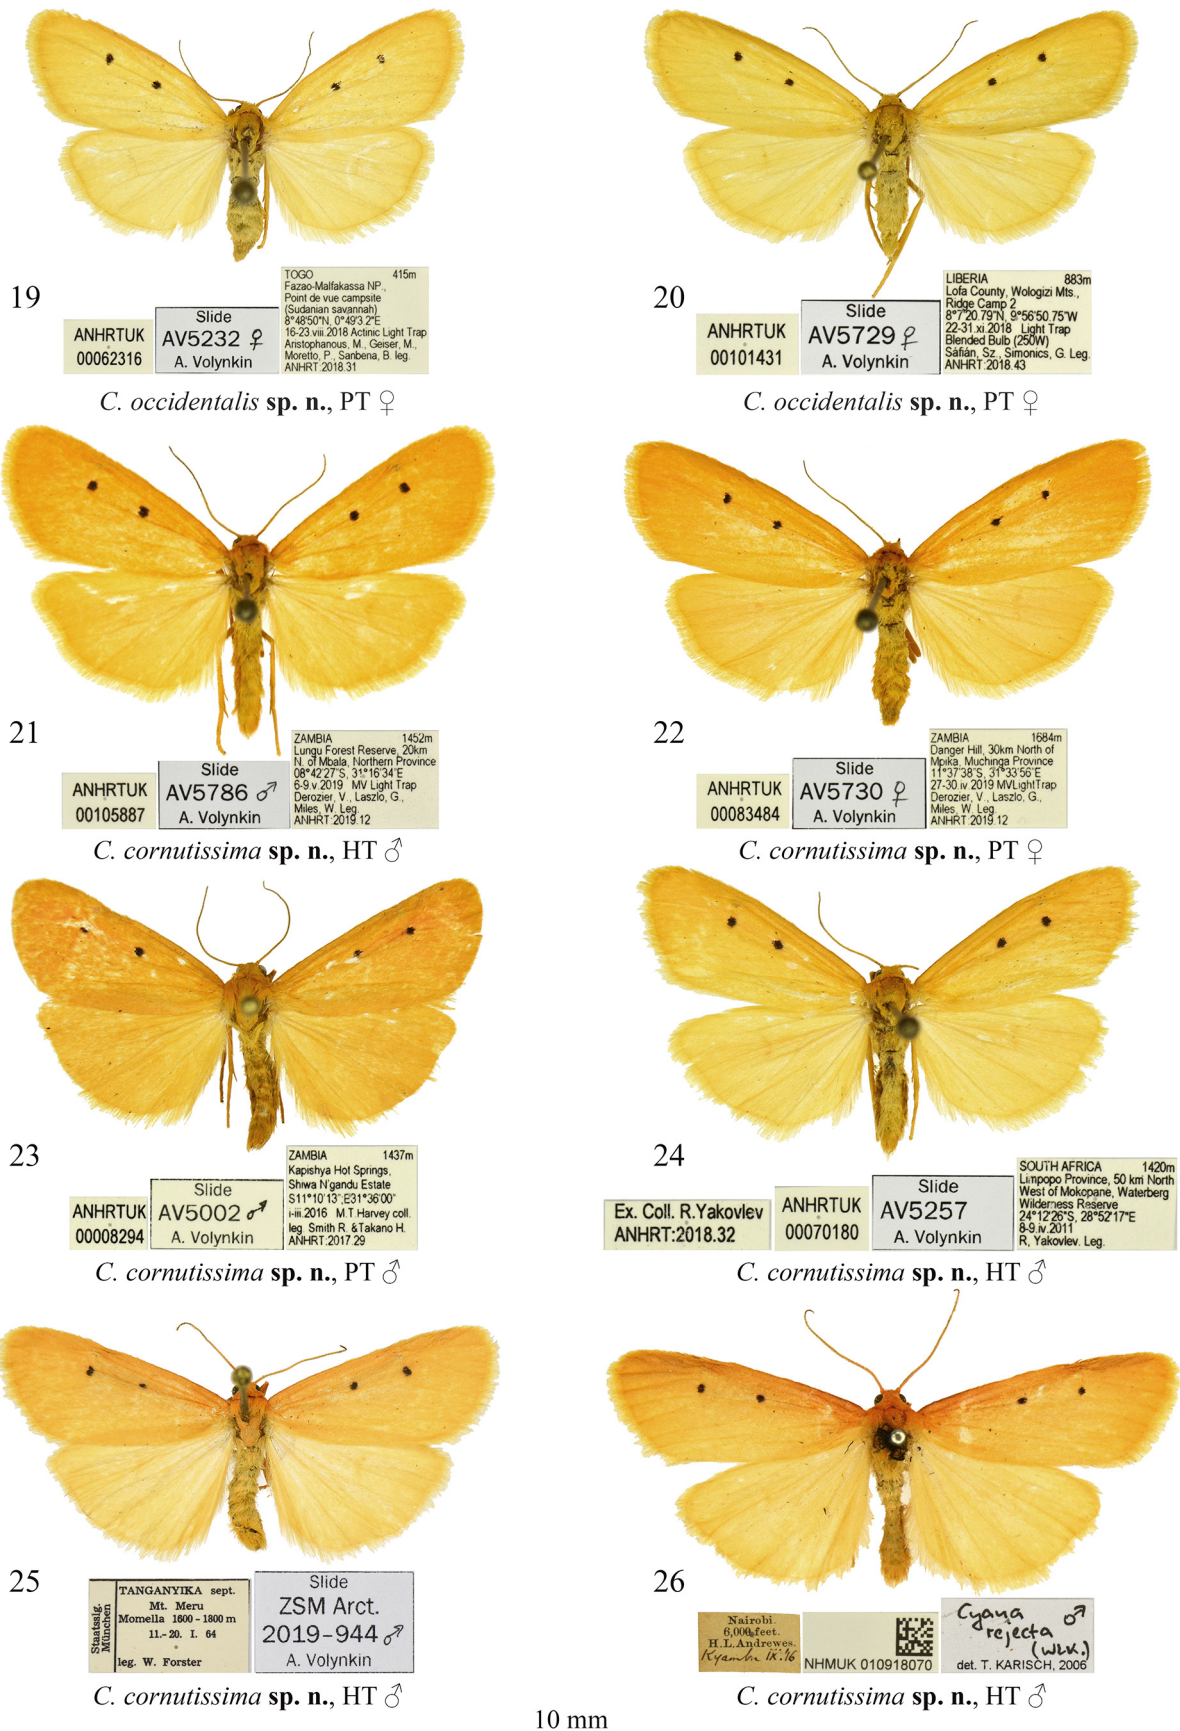 19
ANHRTUK
00062316
Slide
AV5232 ♀
A. Volynkin
TOGO 415m
Fazao-Malfakassa NP.,
Point de vue campsite
(Sudanian savannah)
8°48'50"N, 0°49'3.2"E
16-23.viii.2018 Actinic Light Trap
Aristophanous, M., Geiser, M.,
Moretto, P., Sanbena, B. leg.
ANHRT:2018.31
C. occidentalis sp. n., PT ♀
20
ANHRTUK
00101431
Slide
AV5729 ♀
A. Volynkin
LIBERIA 883m
Lofa County, Wologizi Mts.,
Ridge Camp 2
8°7'20.79"N, 9°56'50.75"W
22-31.xi.2018 Light Trap
Blended Bulb (250W)
Sáfián, Sz., Simonics, G. Leg.
ANHRT:2018.43
C. occidentalis sp. n., PT ♀
21
ANHRTUK
00105887
Slide
AV5786 ♂
A. Volynkin
ZAMBIA 1452m
Lungu Forest Reserve, 20km
N. of Mbala, Northern Province
08°42'27"S, 31°16'34"E
6-9.v.2019 MV Light Trap
Derozier, V., Laszlo, G.,
Miles, W. Leg.
ANHRT:2019.12
C. cornutissima sp. n., HT ♂
22
ANHRTUK
00083484
Slide
AV5730 ♀
A. Volynkin
ZAMBIA 1684m
Danger Hill, 30km North of
Mpika, Muchinga Province
11°37'38"S, 31°33'56"E
27-30.iv.2019 MVLightTrap
Derozier, V., Laszlo, G.,
Miles, W. Leg.
ANHRT:2019.12
C. cornutissima sp. n., PT ♀
23
ANHRTUK
00008294
Slide
AV5002 ♂
A. Volynkin
ZAMBIA 1437m
Kapishya Hot Springs,
Shiwa N'gandu Estate
S11°10'13";E31°36'00"
i-iii.2016 M.T.Harvey coll.
leg. Smith R. &Takano H.
ANHRT:2017.29
C. cornutissima sp. n., PT ♂
24
Ex. Coll. R.Yakovlev
ANHRT:2018.32
ANHRTUK
00070180
Slide
AV5257
A. Volynkin
SOUTH AFRICA 1420m
Limpopo Province, 50 km North
West of Mokopane, Waterberg
Wilderness Reserve
24°12'26"S, 28°52'17"E
8-9.iv.2011
R, Yakovlev. Leg.
C. cornutissima sp. n., HT ♂
25
Staatssig.
München
TANGANYIKA sept.
Mt. Meru
Momella 1600-1800 m
11.-20. I. 64
leg. W. Forster
Slide
ZSM Arct.
2019-944 ♂
A. Volynkin
C. cornutissima sp. n., HT ♂
26
Nairobi.
6,000 feet.
H.L.Andrewes.
Kyambu IX.'16
NHMUK 010918070
Cyana ♂
rejecta
(WLK.)
det. T. KARISCH, 2006
C. cornutissima sp. n., HT ♂
10 mm